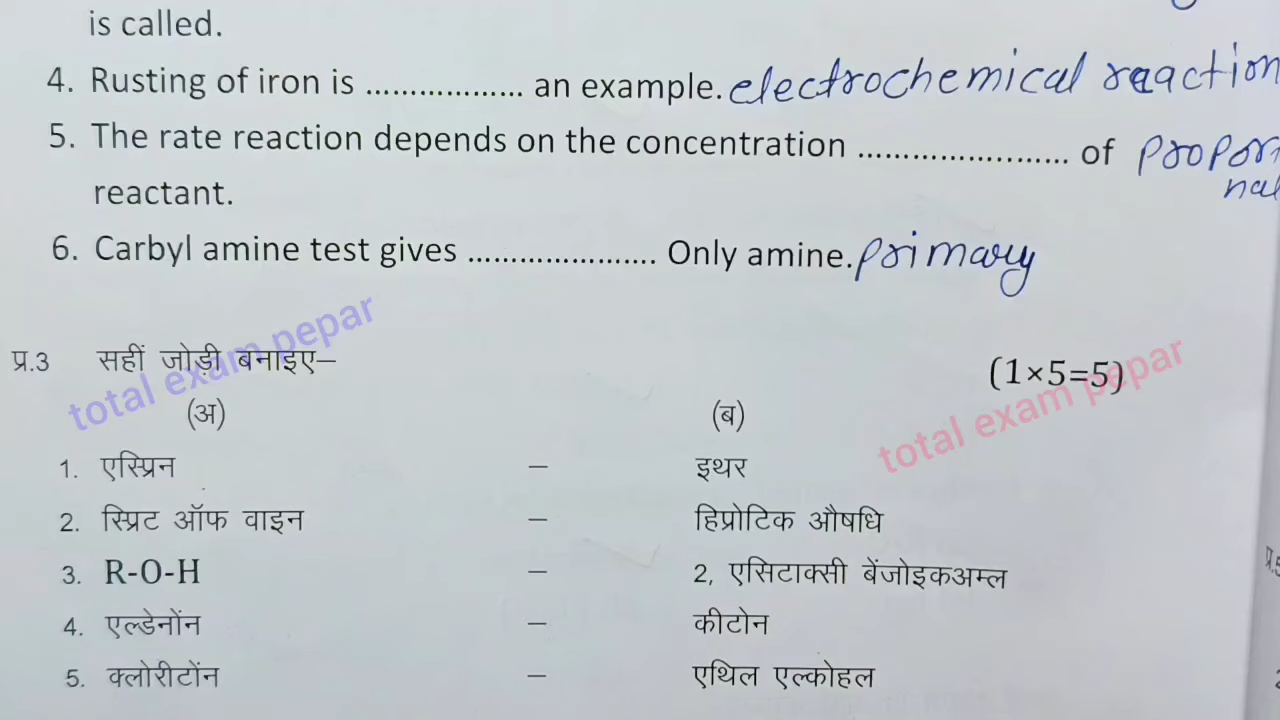 is called.
4. Rusting of iron is .................. an example. electrochemical reaction
5. The rate reaction depends on the concentration ........................ of
reactant.
6. Carbyl amine test gives ..................... Only amine. primary
प्र.3 सहीं जोड़ी बनाइए–
(1×5=5)
total exam pepar
total exam pepar
(अ) (ब)
1. एस्प्रिन – इथर
2. स्प्रिट ऑफ वाइन – हिप्रोटिक औषधि
3. R-O-H – 2, एसिटाक्सी बेंजोइकअम्ल
4. एल्डेनोंन – कीटोन
5. क्लोरीटोंन – एथिल एल्कोहल